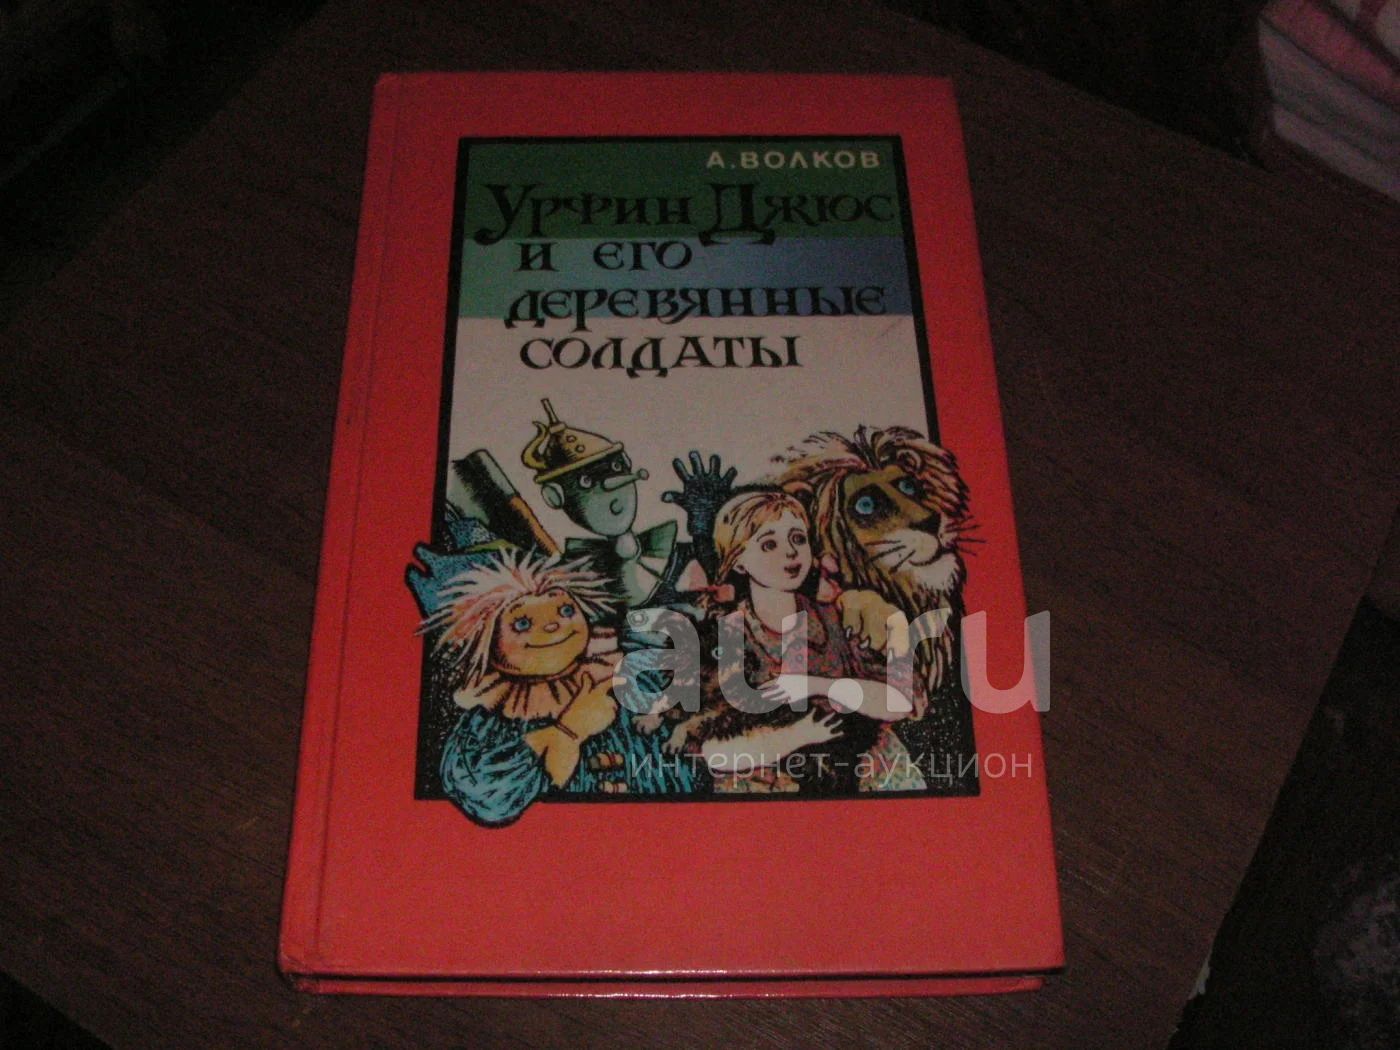 А.ВОЛКОВ
УРФИН ДЖЮС
И ЕГО
ДЕРЕВЯННЫЕ
СОЛДАТЫ
au.ru
интернет-аукцион